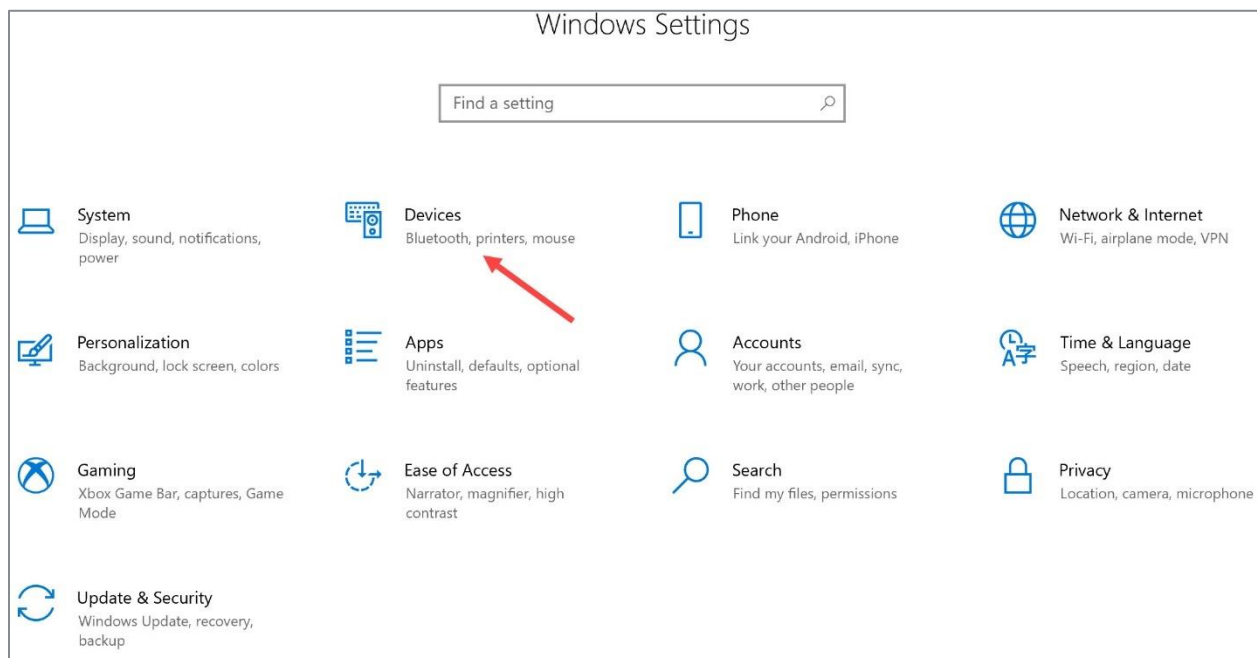 Windows Settings
Find a setting
System
Display, sound, notifications,
power
Devices
Bluetooth, printers, mouse
Phone
Link your Android, iPhone
Network & Internet
Wi-Fi, airplane mode, VPN
Personalization
Background, lock screen, colors
Apps
Uninstall, defaults, optional
features
Accounts
Your accounts, email, sync,
work, other people
Time & Language
Speech, region, date
Gaming
Xbox Game Bar, captures, Game
Mode
Ease of Access
Narrator, magnifier, high
contrast
Search
Find my files, permissions
Privacy
Location, camera, microphone
Update & Security
Windows Update, recovery,
backup